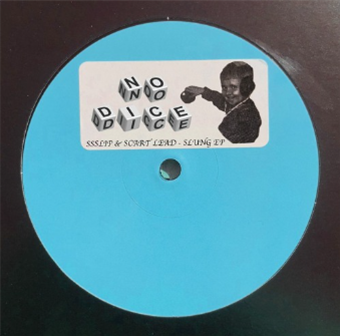 NO
DICE
SSSLIP & SCART LEAD - SLUNG EP